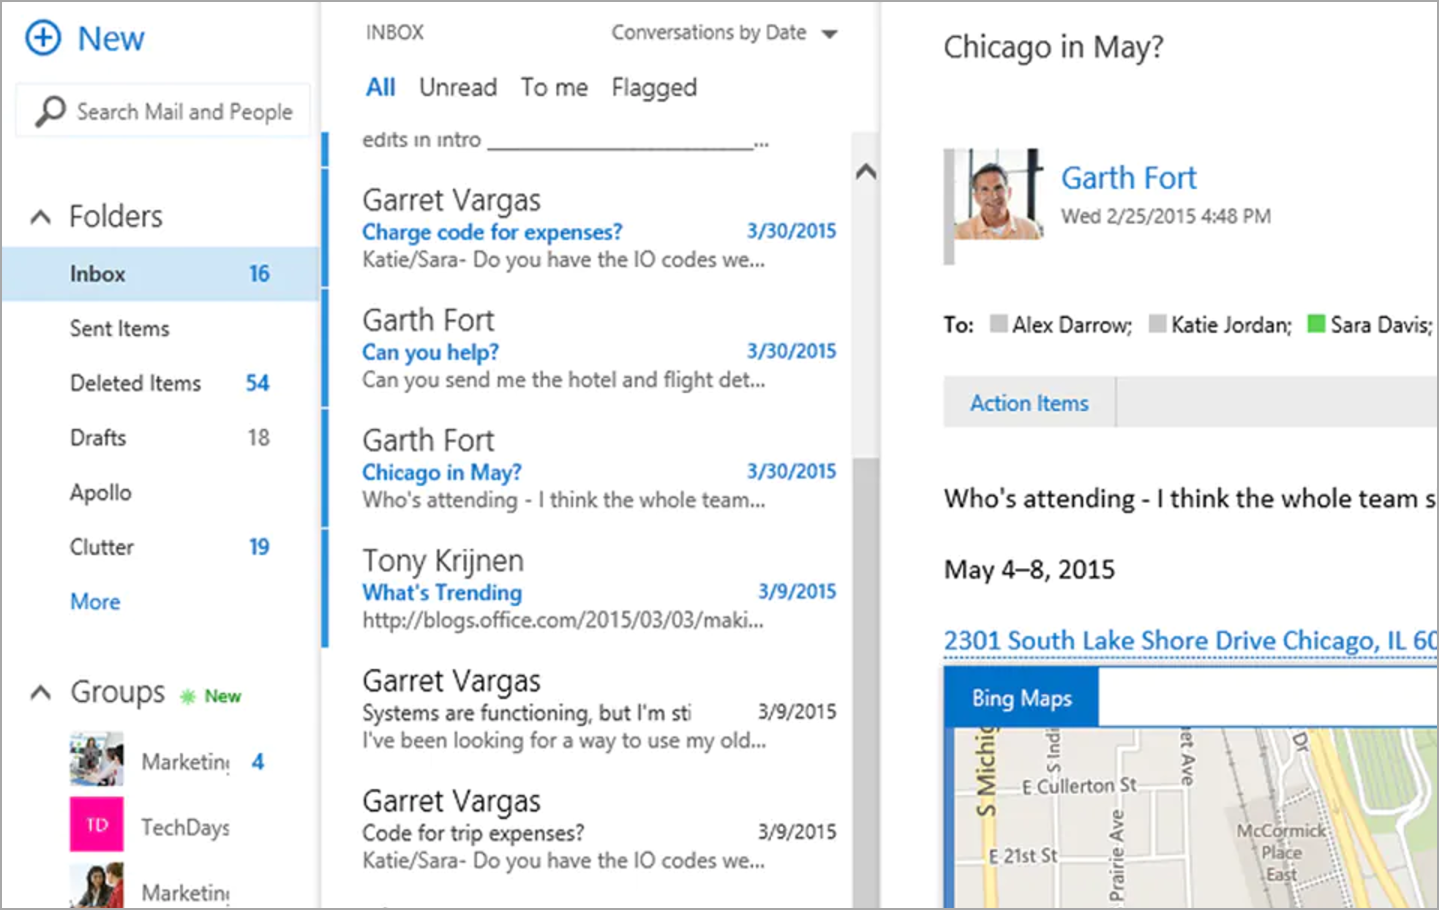 New
Search Mail and People
Folders
Inbox 16
Sent Items
Deleted Items 54
Drafts 18
Apollo
Clutter 19
More
Groups New
Marketing 4
TD TechDays
Marketing
INBOX Conversations by Date
All Unread To me Flagged
edits in intro ...
Garret Vargas
Charge code for expenses? 3/30/2015
Katie/Sara- Do you have the IO codes we...
Garth Fort
Can you help? 3/30/2015
Can you send me the hotel and flight det...
Garth Fort
Chicago in May? 3/30/2015
Who's attending - I think the whole team...
Tony Krijnen
What's Trending 3/9/2015
http://blogs.office.com/2015/03/03/maki...
Garret Vargas
Systems are functioning, but I'm sti 3/9/2015
I've been looking for a way to use my old...
Garret Vargas
Code for trip expenses? 3/9/2015
Katie/Sara- Do you have the IO codes we...
Chicago in May?
Garth Fort
Wed 2/25/2015 4:48 PM
To: Alex Darrow; Katie Jordan; Sara Davis;
Action Items
Who's attending - I think the whole team s
May 4–8, 2015
2301 South Lake Shore Drive Chicago, IL 60
Bing Maps
S Michig
S Indi
et Ave
Dr
E Cullerton St
E 21st St
Prairie Ave
McCormick
Place
East